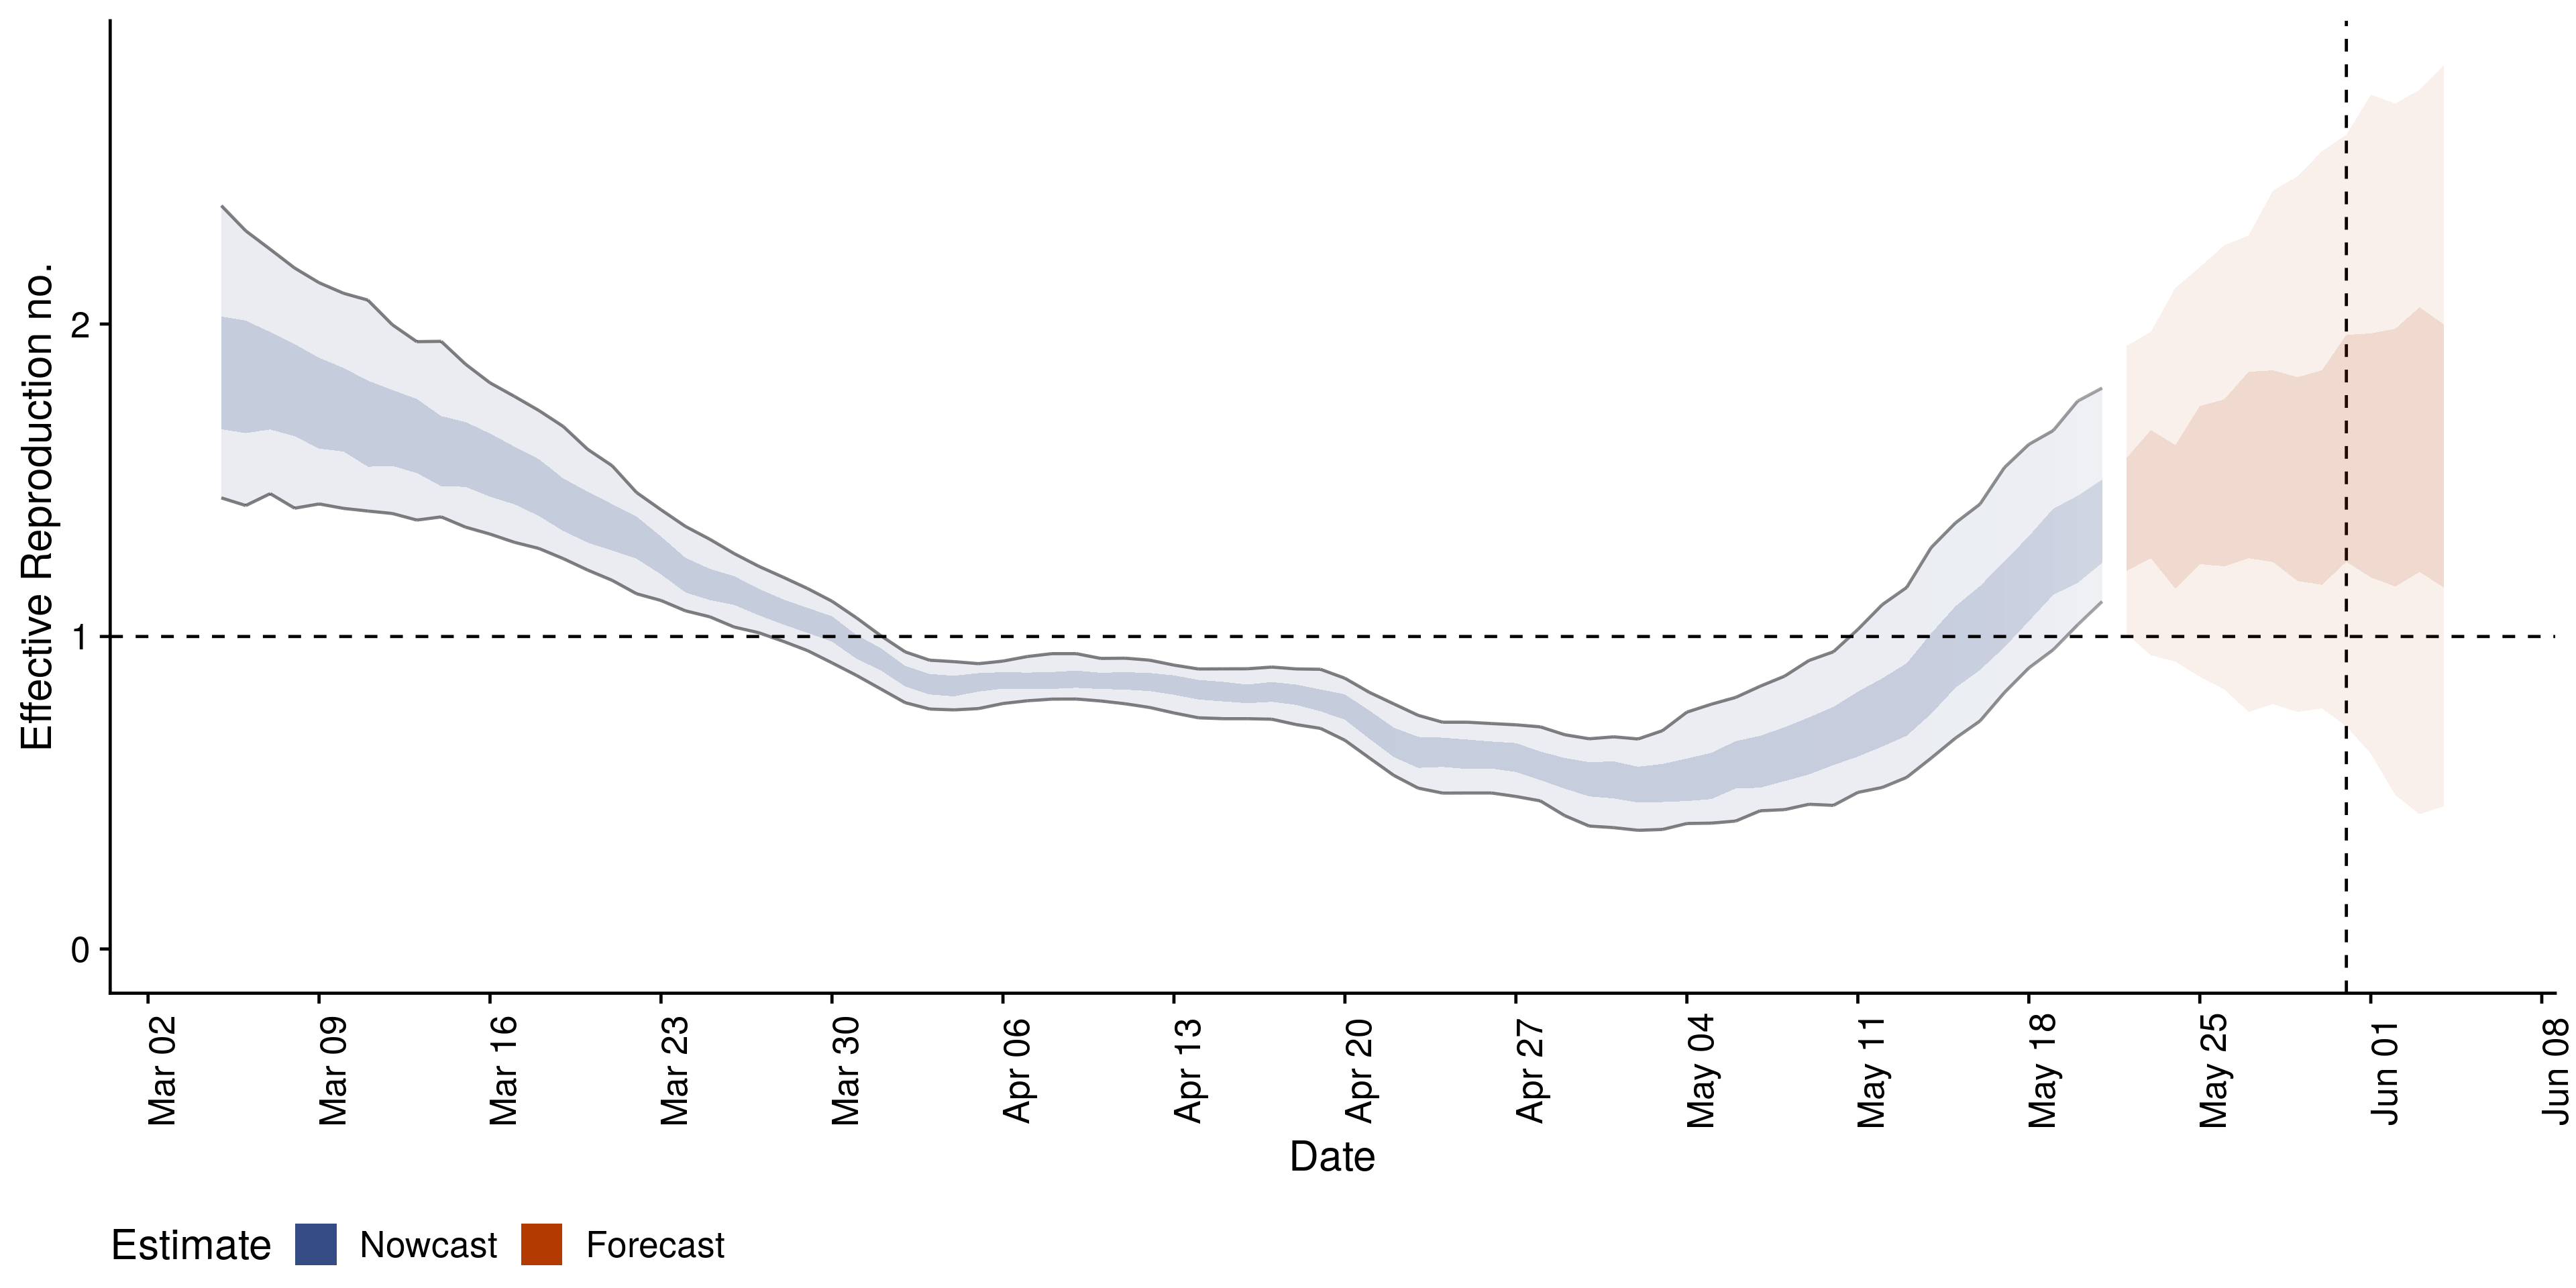 Effective Reproduction no.
2
1
0
Mar 02
Mar 09
Mar 16
Mar 23
Mar 30
Apr 06
Apr 13
Apr 20
Apr 27
May 04
May 11
May 18
May 25
Jun 01
Jun 08
Date
Estimate Nowcast Forecast